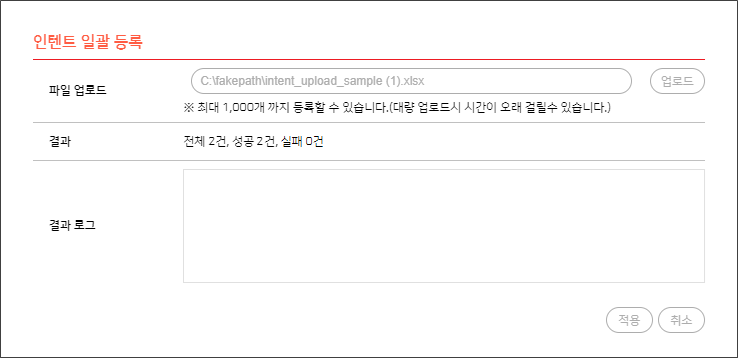 인텐트 일괄 등록
파일 업로드
C:\fakepath\intent_upload_sample (1).xlsx
업로드
※ 최대 1,000개 까지 등록할 수 있습니다.(대량 업로드시 시간이 오래 걸릴수 있습니다.)
결과
전체 2건, 성공 2건, 실패 0건
결과 로그
적용
취소